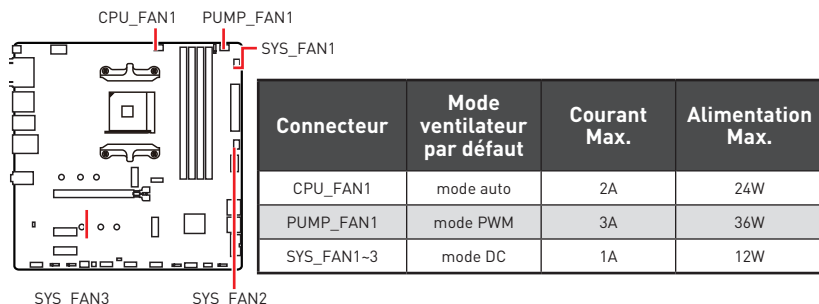 CPU_FAN1 PUMP_FAN1
SYS_FAN1
Connecteur
Mode
ventilateur
par défaut
Courant
Max.
Alimentation
Max.
CPU_FAN1 mode auto 2A 24W
PUMP_FAN1 mode PWM 3A 36W
SYS_FAN1~3 mode DC 1A 12W
SYS_FAN3 SYS_FAN2